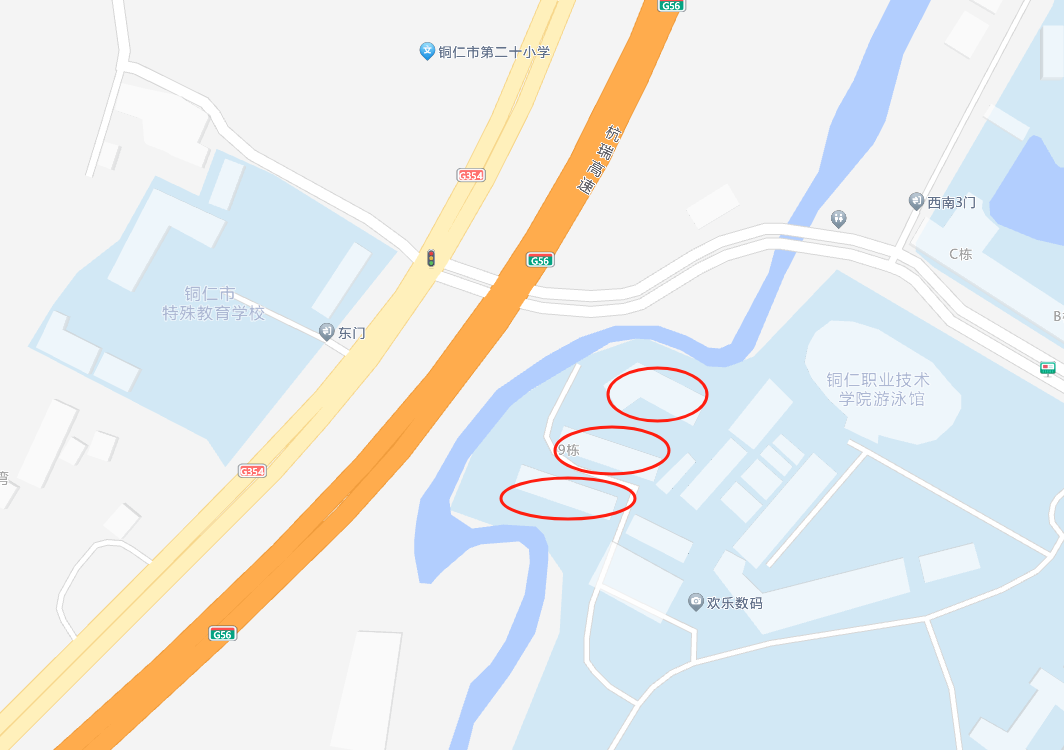 G56
铜仁市第二十小学
杭
瑞
高
速
G354
西南3门
C栋
G56
铜仁市
特殊教育学校
东门
B
铜仁职业技术
学院游泳馆
9栋
G354
湾
欢乐数码
G56